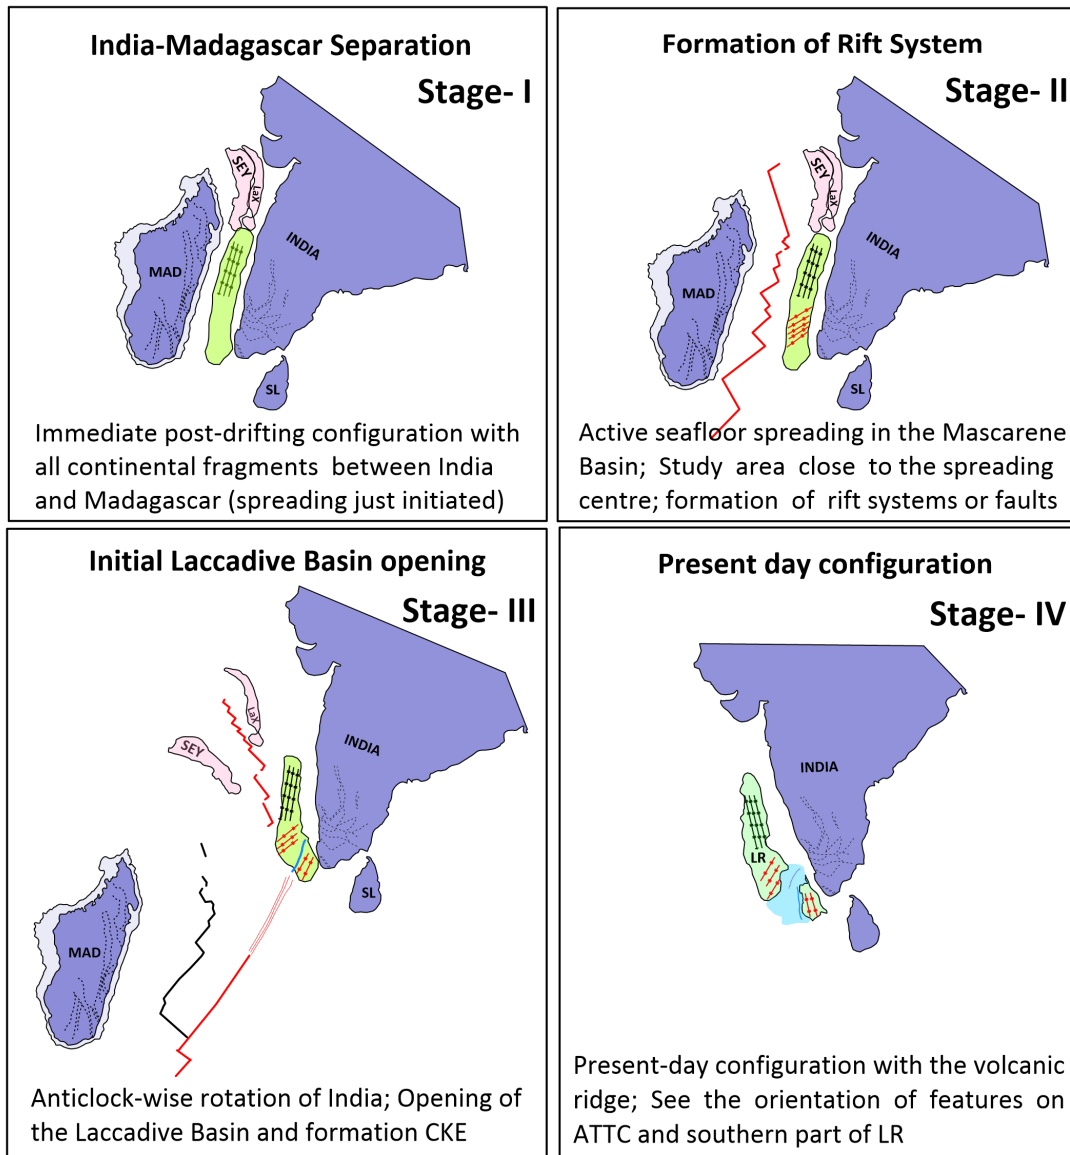 India-Madagascar Separation
Stage- I
SEY
LaX
INDIA
MAD
SL
Immediate post-drifting configuration with
all continental fragments between India
and Madagascar (spreading just initiated)
Formation of Rift System
Stage- II
SEY
LaX
INDIA
MAD
SL
Active seafloor spreading in the Mascarene
Basin; Study area close to the spreading
centre; formation of rift systems or faults
Initial Laccadive Basin opening
Stage- III
LaX
SEY
INDIA
SL
MAD
Anticlock-wise rotation of India; Opening of
the Laccadive Basin and formation CKE
Present day configuration
Stage- IV
INDIA
LR
Present-day configuration with the volcanic
ridge; See the orientation of features on
ATTC and southern part of LR